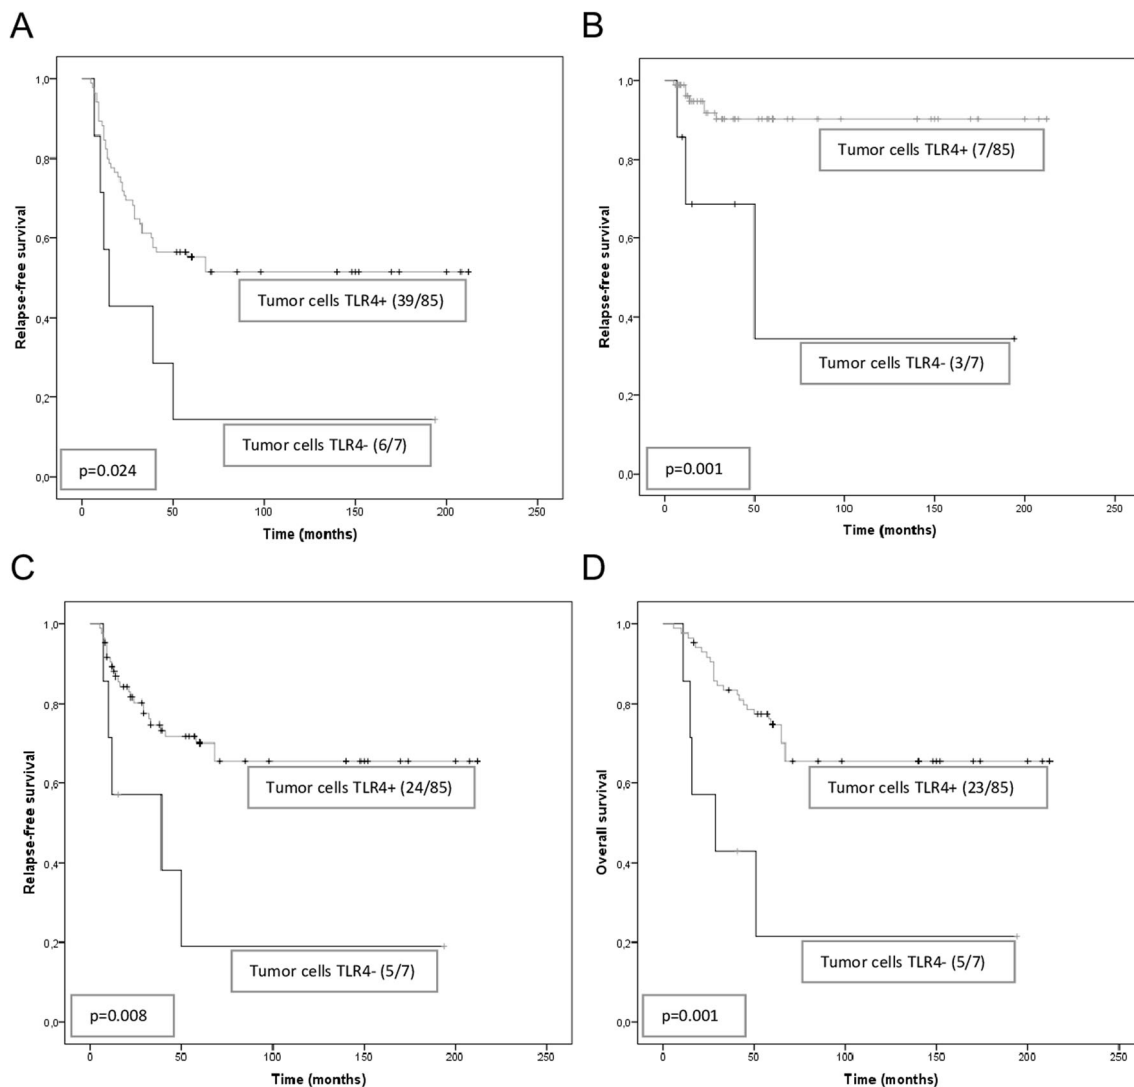 A
1,0
0,8
0,6
0,4
0,2
0,0
Relapse-free survival
Tumor cells TLR4+ (39/85)
Tumor cells TLR4- (6/7)
p=0.024
0 50 100 150 200 250
Time (months)
B
1,0
0,8
0,6
0,4
0,2
0,0
Relapse-free survival
Tumor cells TLR4+ (7/85)
Tumor cells TLR4- (3/7)
p=0.001
0 50 100 150 200 250
Time (months)
C
1,0
0,8
0,6
0,4
0,2
0,0
Relapse-free survival
Tumor cells TLR4+ (24/85)
Tumor cells TLR4- (5/7)
p=0.008
0 50 100 150 200 250
Time (months)
D
1,0
0,8
0,6
0,4
0,2
0,0
Overall survival
Tumor cells TLR4+ (23/85)
Tumor cells TLR4- (5/7)
p=0.001
0 50 100 150 200 250
Time (months)